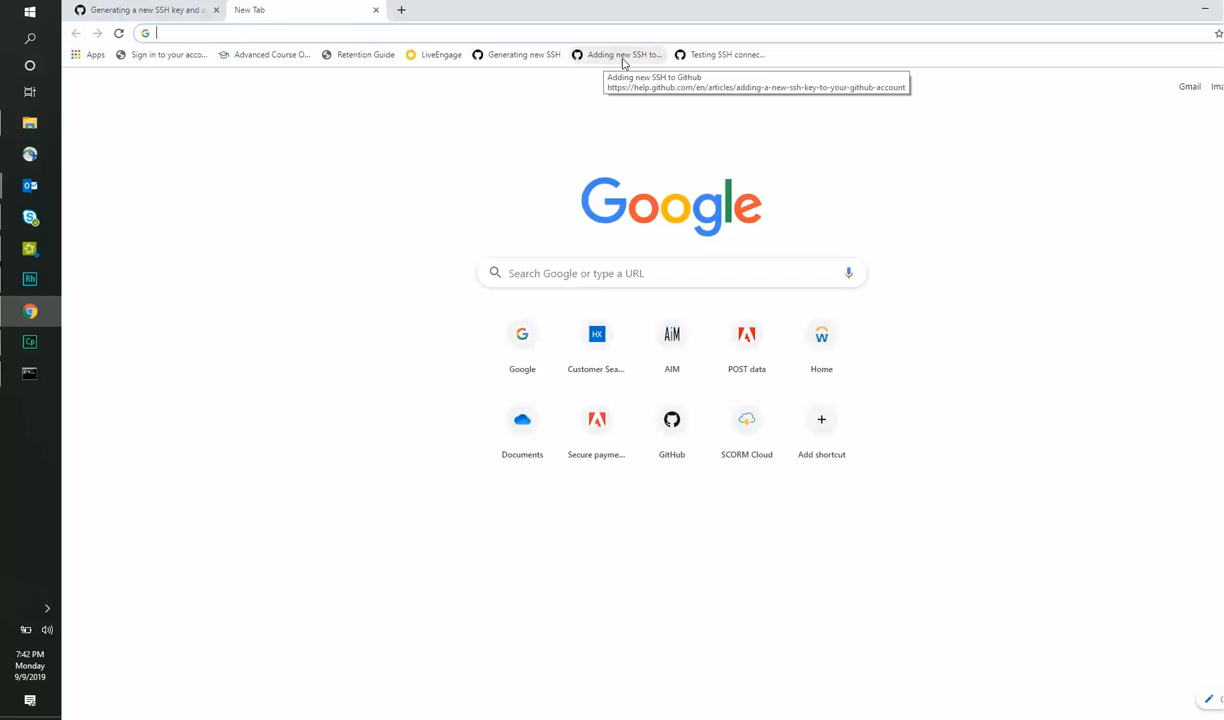 Generating a new SSH key and a
New Tab
Apps
Sign in to your acco...
Advanced Course O...
Retention Guide
LiveEngage
Generating new SSH
Adding new SSH to...
Testing SSH connec...
Adding new SSH to Github
https://help.github.com/en/articles/adding-a-new-ssh-key-to-your-github-account
Gmail
Ima
Google
Search Google or type a URL
HX
AiM
Google
Customer Sea...
AIM
POST data
Home
Documents
Secure payme...
GitHub
SCORM Cloud
Add shortcut
Rh
Cp
7:42 PM
Monday
9/9/2019